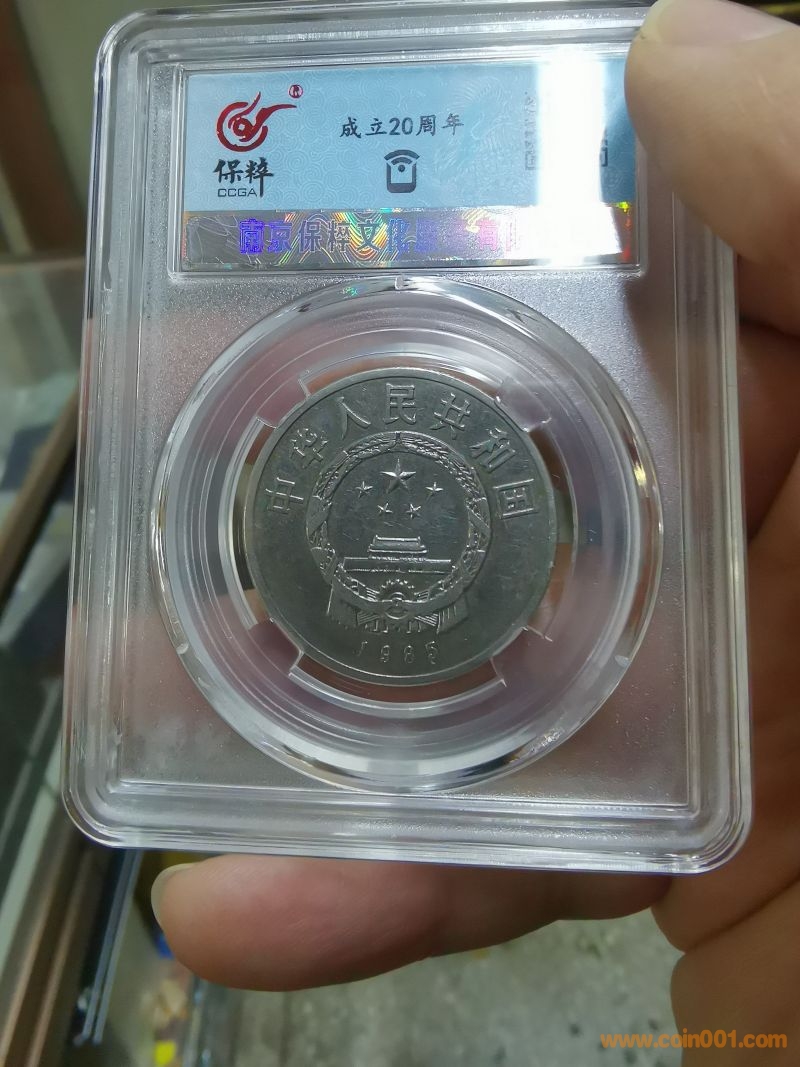 保粹
CCGA
成立20周年
南京保粹文化
中华人民共和国
1985
www.coin001.com